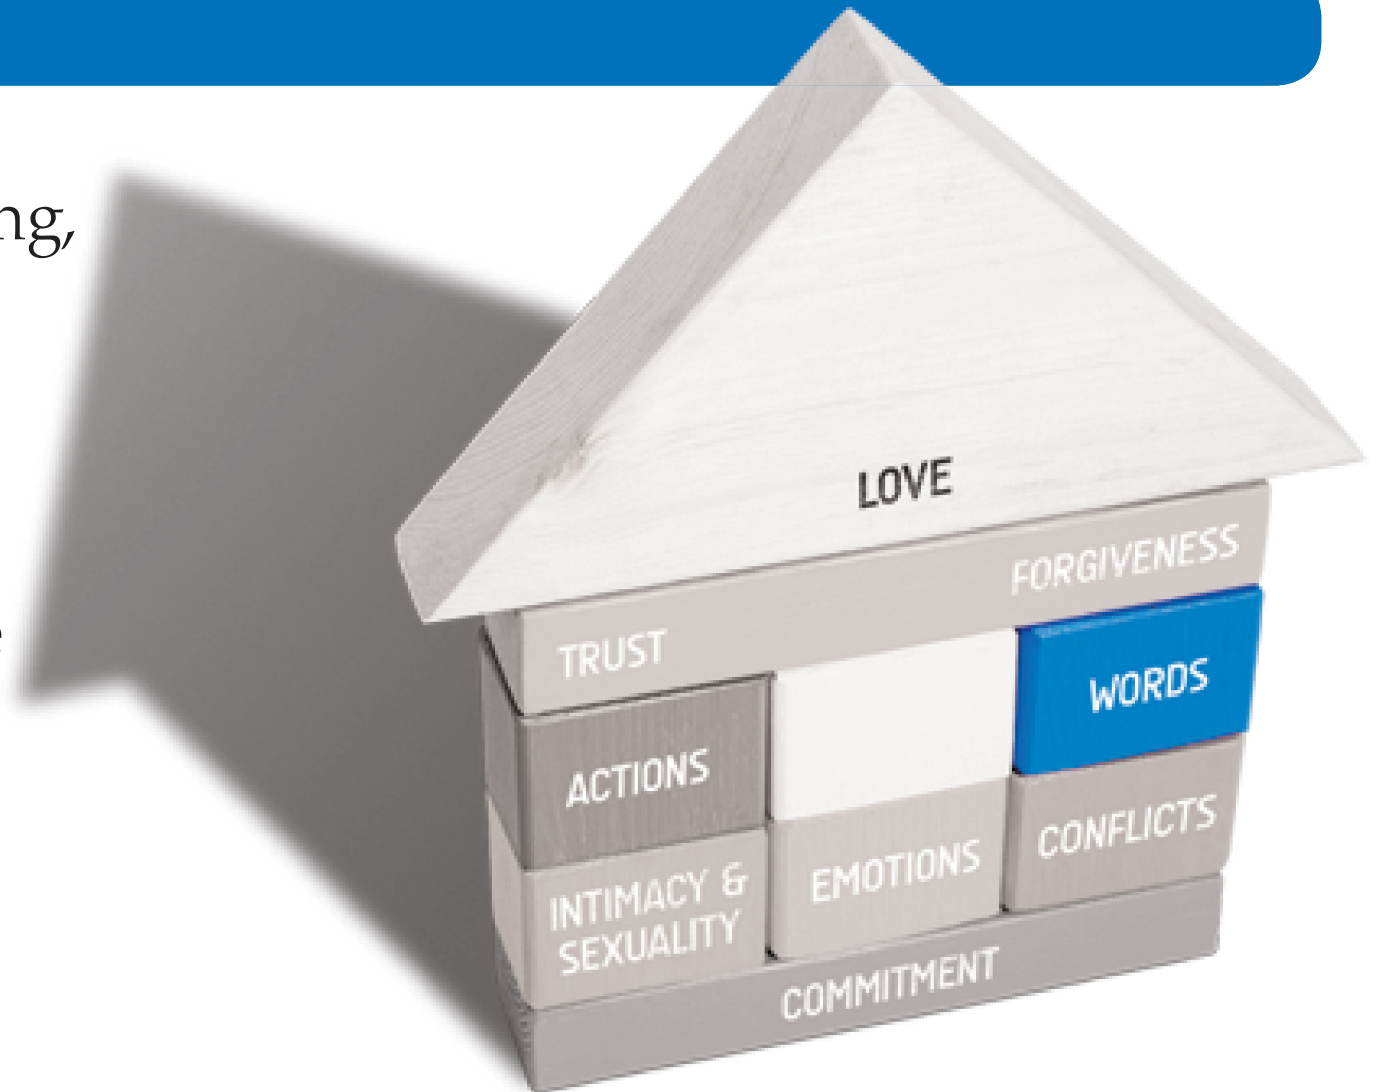 ng,
e
LOVE
FORGIVENESS
TRUST
WORDS
ACTIONS
CONFLICTS
EMOTIONS
INTIMACY &
SEXUALITY
COMMITMENT